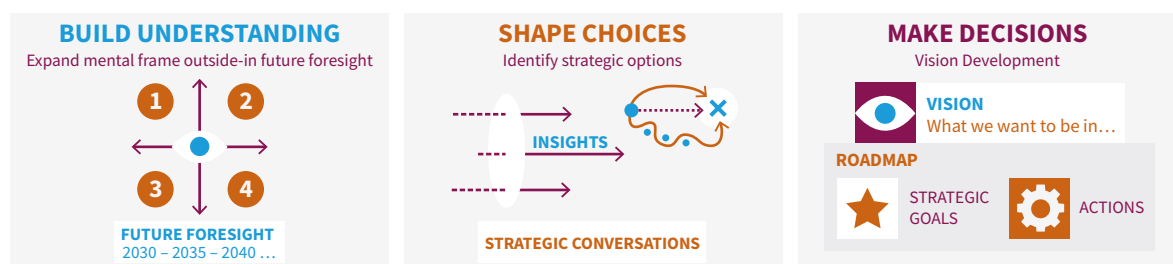 BUILD UNDERSTANDING
Expand mental frame outside-in future foresight
1
2
3
4
FUTURE FORESIGHT
2030 – 2035 – 2040 …
SHAPE CHOICES
Identify strategic options
INSIGHTS
STRATEGIC CONVERSATIONS
MAKE DECISIONS
Vision Development
VISION
What we want to be in…
ROADMAP
STRATEGIC
GOALS
ACTIONS